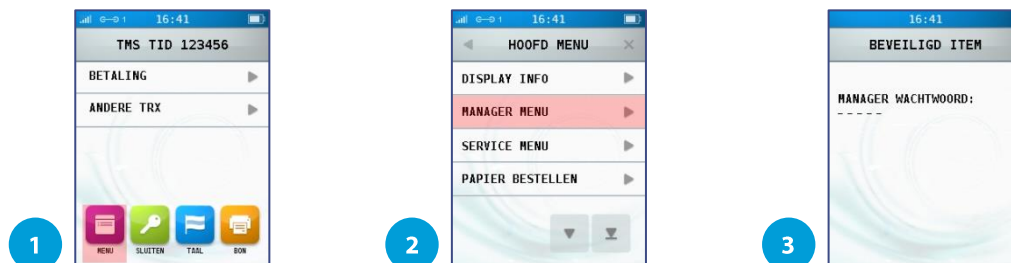 16:41
TMS TID 123456
BETALING
ANDERE TRX
MENU
SLUITEN
TAAL
BON
1
16:41
HOOFD MENU
DISPLAY INFO
MANAGER MENU
SERVICE MENU
PAPIER BESTELLEN
2
16:41
BEVEILIGD ITEM
MANAGER WACHTWOORD:
- - - - -
3